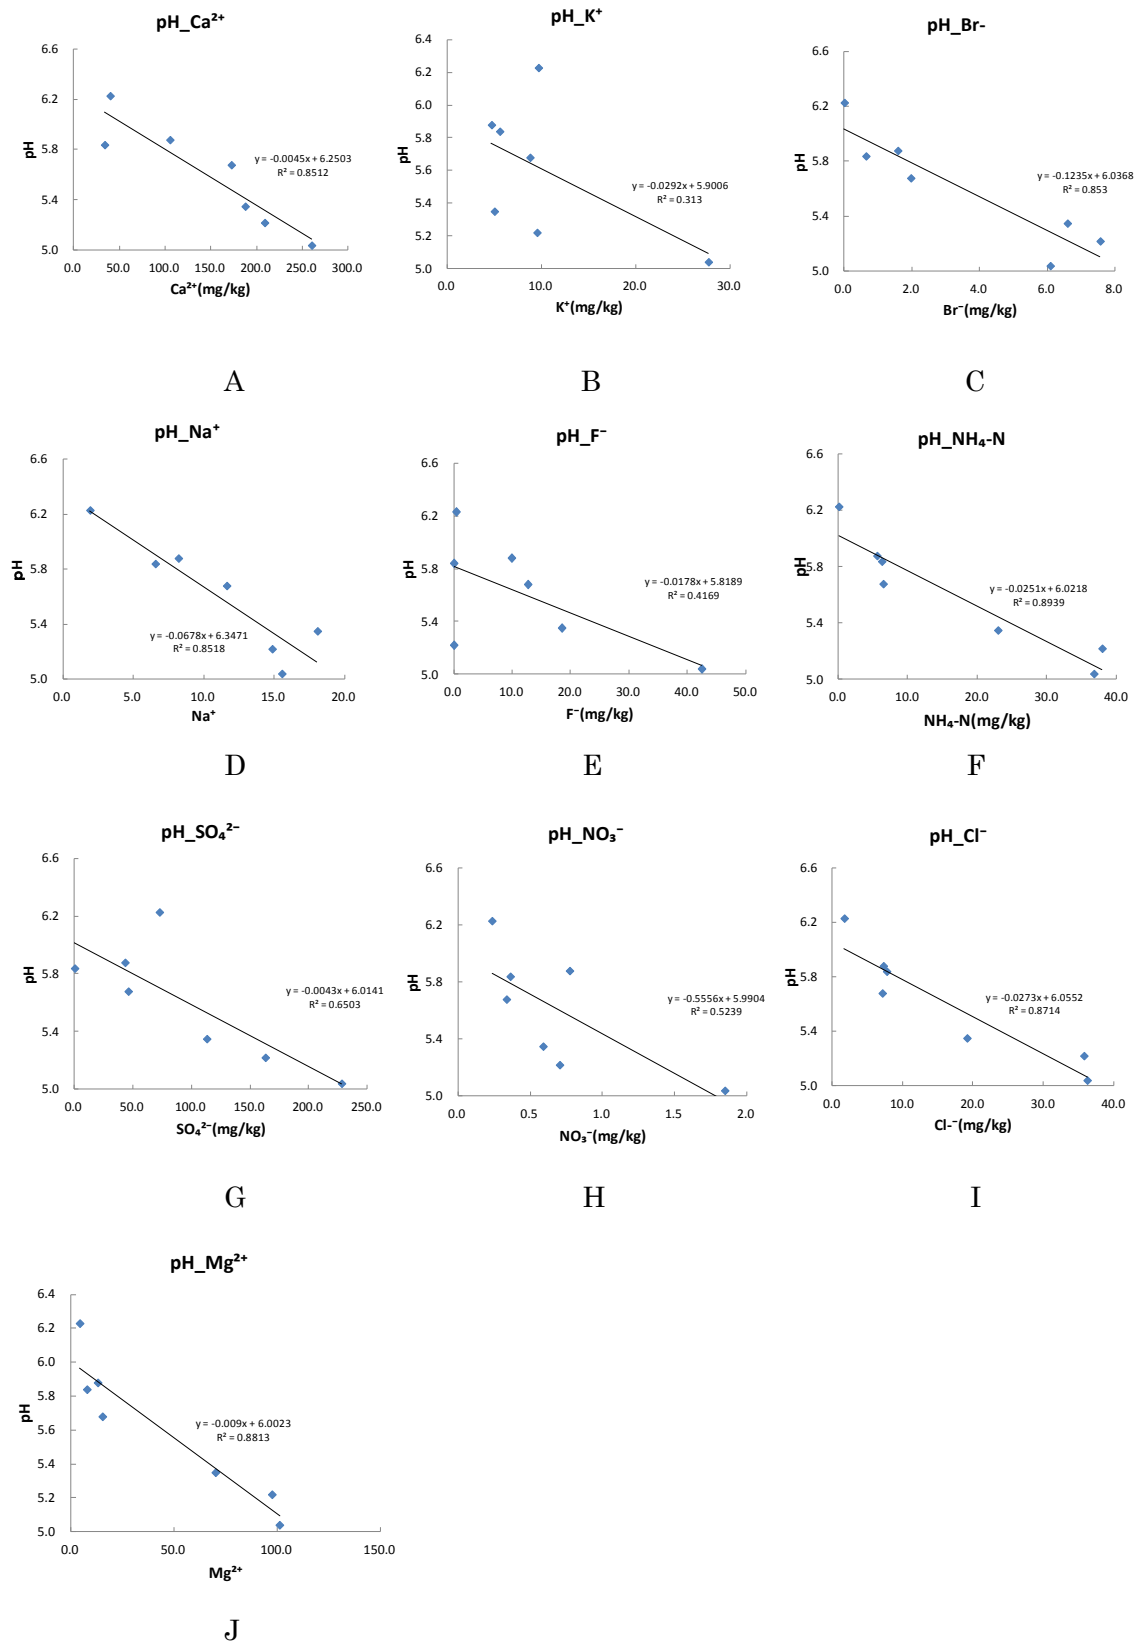 pH_Ca²⁺
6.6
6.2
5.8
5.4
5.0
pH
y = -0.0045x + 6.2503
R² = 0.8512
0.0 50.0 100.0 150.0 200.0 250.0 300.0
Ca²⁺(mg/kg)
A
pH_K⁺
6.4
6.2
6.0
5.8
5.6
5.4
5.2
5.0
pH
y = -0.0292x + 5.9006
R² = 0.313
0.0 10.0 20.0 30.0
K⁺(mg/kg)
B
pH_Br-
6.6
6.2
5.8
5.4
5.0
pH
y = -0.1235x + 6.0368
R² = 0.853
0.0 2.0 4.0 6.0 8.0
Br⁻(mg/kg)
C
pH_Na⁺
6.6
6.2
5.8
5.4
5.0
pH
y = -0.0678x + 6.3471
R² = 0.8518
0.0 5.0 10.0 15.0 20.0
Na⁺
D
pH_F⁻
6.6
6.2
5.8
5.4
5.0
pH
y = -0.0178x + 5.8189
R² = 0.4169
0.0 10.0 20.0 30.0 40.0 50.0
F⁻(mg/kg)
E
pH_NH₄-N
6.6
6.2
5.8
5.4
5.0
pH
y = -0.0251x + 6.0218
R² = 0.8939
0.0 10.0 20.0 30.0 40.0
NH₄-N(mg/kg)
F
pH_SO₄²⁻
6.6
6.2
5.8
5.4
5.0
pH
y = -0.0043x + 6.0141
R² = 0.6503
0.0 50.0 100.0 150.0 200.0 250.0
SO₄²⁻(mg/kg)
G
pH_NO₃⁻
6.6
6.2
5.8
5.4
5.0
pH
y = -0.5556x + 5.9904
R² = 0.5239
0.0 0.5 1.0 1.5 2.0
NO₃⁻(mg/kg)
H
pH_Cl⁻
6.6
6.2
5.8
5.4
5.0
pH
y = -0.0273x + 6.0552
R² = 0.8714
0.0 10.0 20.0 30.0 40.0
Cl-⁻(mg/kg)
I
pH_Mg²⁺
6.4
6.2
6.0
5.8
5.6
5.4
5.2
5.0
pH
y = -0.009x + 6.0023
R² = 0.8813
0.0 50.0 100.0 150.0
Mg²⁺
J